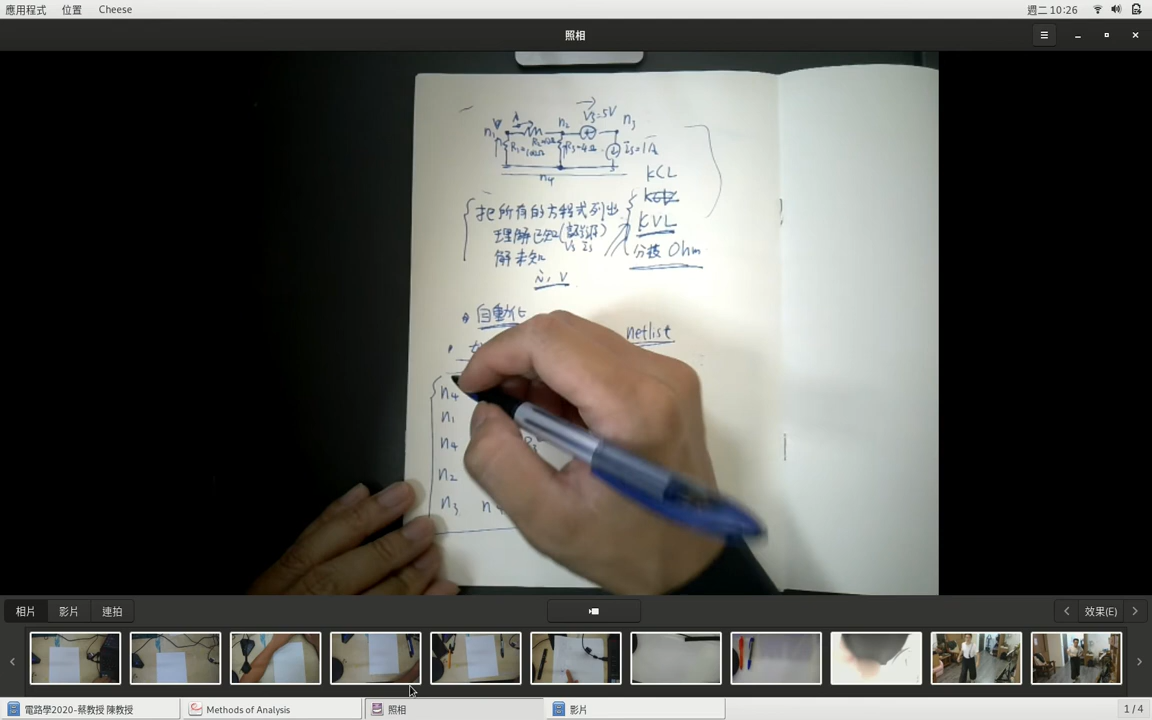 應用程式 位置 Cheese 週二 10:26
照相
Vs=5V
n1 n2 n3
R3=4Ω Is=1A
n4
KCL
把所有的方程式列出
KVL
理解已知
Vs Is
解未知
分支 Ohm
i, V
自動化
netlist
n4
n1
n4 R3
n2
n3 n4
相片 影片 連拍 效果(E)
電路學2020-蔡教授 陳教授 Methods of Analysis 照相 影片 1 / 4